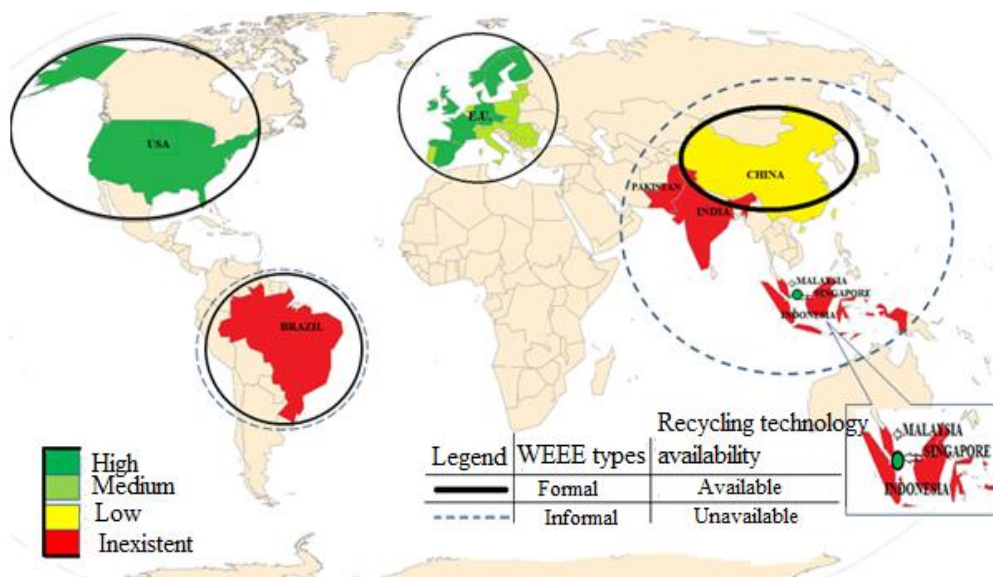 USA
E.U.
CHINA
PAKISTAN
INDIA
MALAYSIA
SINGAPORE
INDONESIA
BRAZIL
High
Medium
Low
Inexistent
Recycling technology
Legend WEEE types availability
Formal Available
Informal Unavailable
MALAYSIA
SINGAPORE
INDONESIA